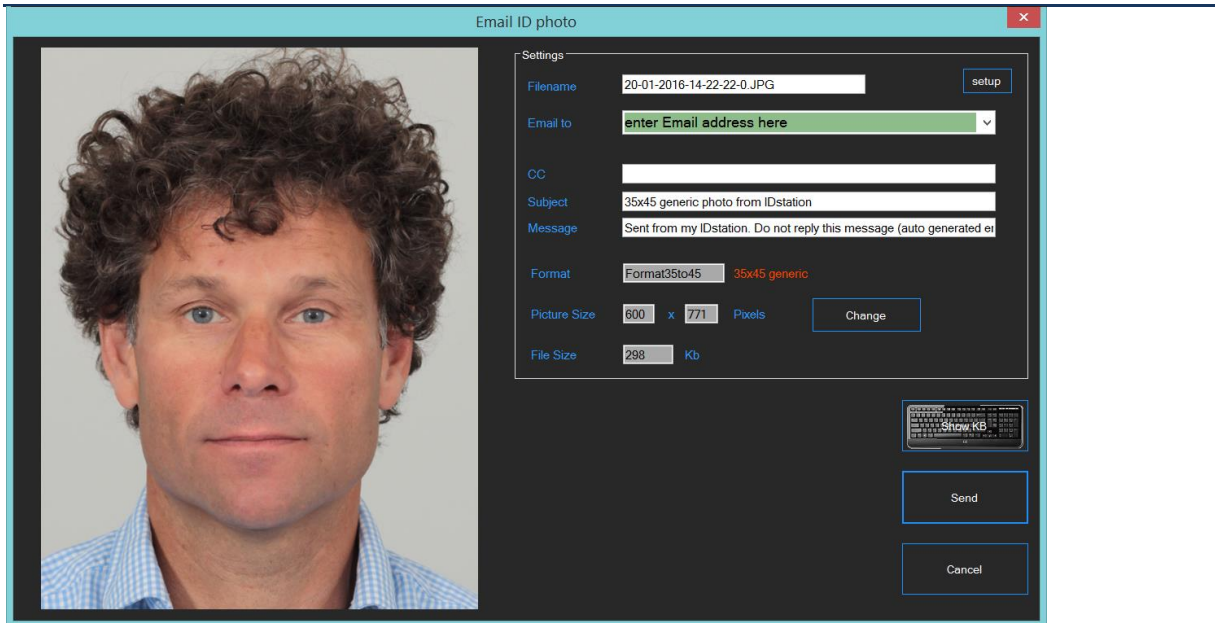 Email ID photo
Settings
Filename
20-01-2016-14-22-22-0.JPG
setup
Email to
enter Email address here
CC
Subject
35x45 generic photo from IDstation
Message
Sent from my IDstation. Do not reply this message (auto generated
Format
Format35to45
35x45 generic
Picture Size
600
x
771
Pixels
Change
File Size
298
Kb
Show KB
Send
Cancel